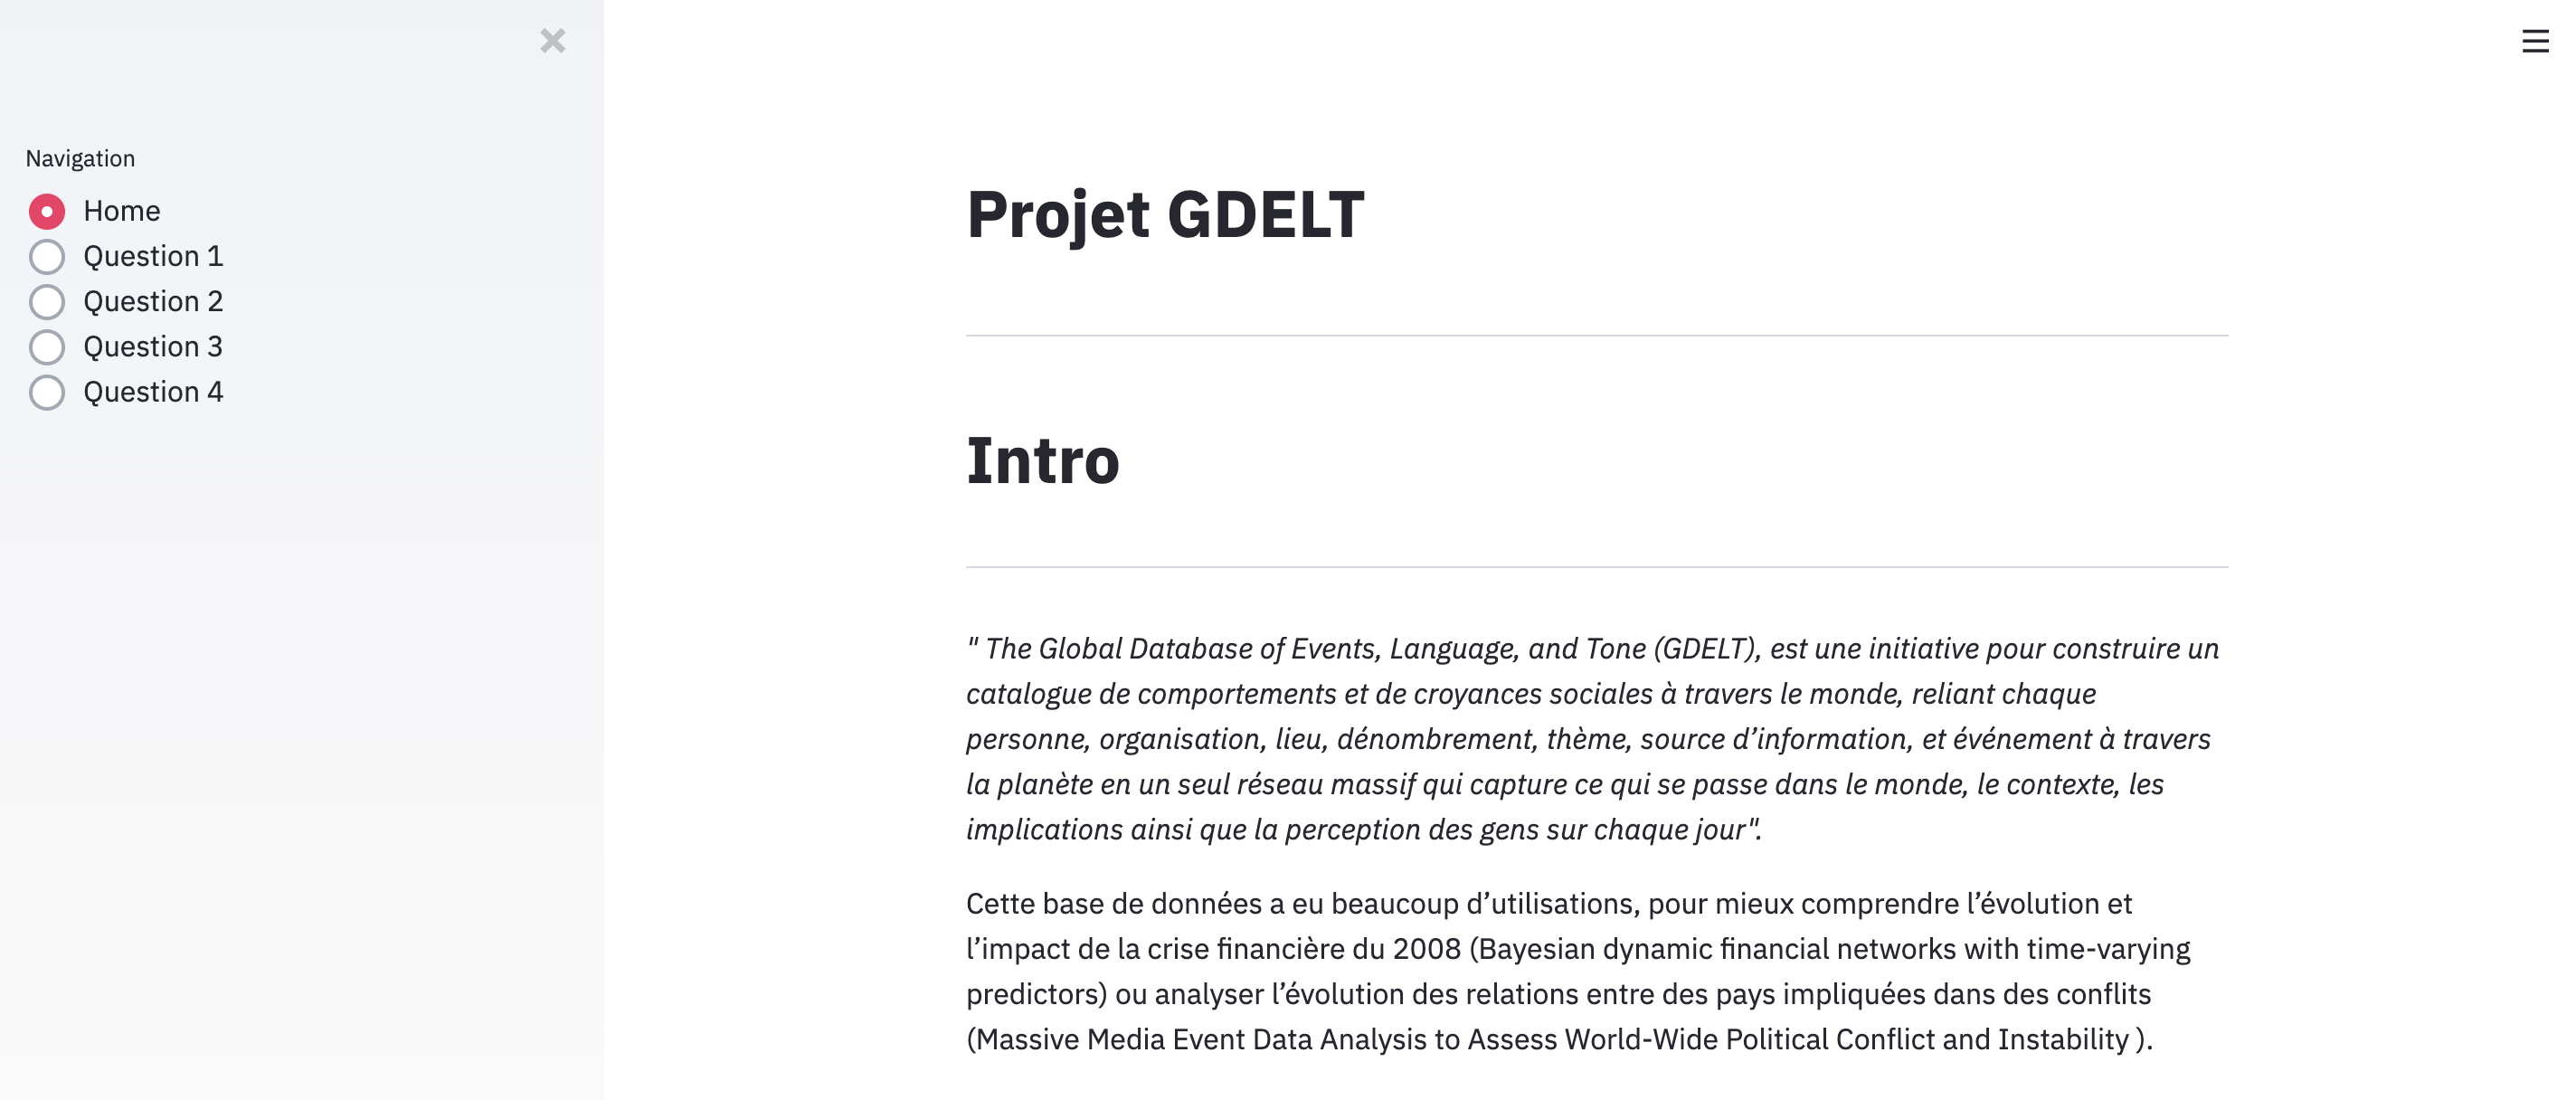 Navigation
Home
Question 1
Question 2
Question 3
Question 4
Projet GDELT
Intro
" The Global Database of Events, Language, and Tone (GDELT), est une initiative pour construire un
catalogue de comportements et de croyances sociales à travers le monde, reliant chaque
personne, organisation, lieu, dénombrement, thème, source d’information, et événement à travers
la planète en un seul réseau massif qui capture ce qui se passe dans le monde, le contexte, les
implications ainsi que la perception des gens sur chaque jour".
Cette base de données a eu beaucoup d’utilisations, pour mieux comprendre l’évolution et
l’impact de la crise financière du 2008 (Bayesian dynamic financial networks with time-varying
predictors) ou analyser l’évolution des relations entre des pays impliquées dans des conflits
(Massive Media Event Data Analysis to Assess World-Wide Political Conflict and Instability ).